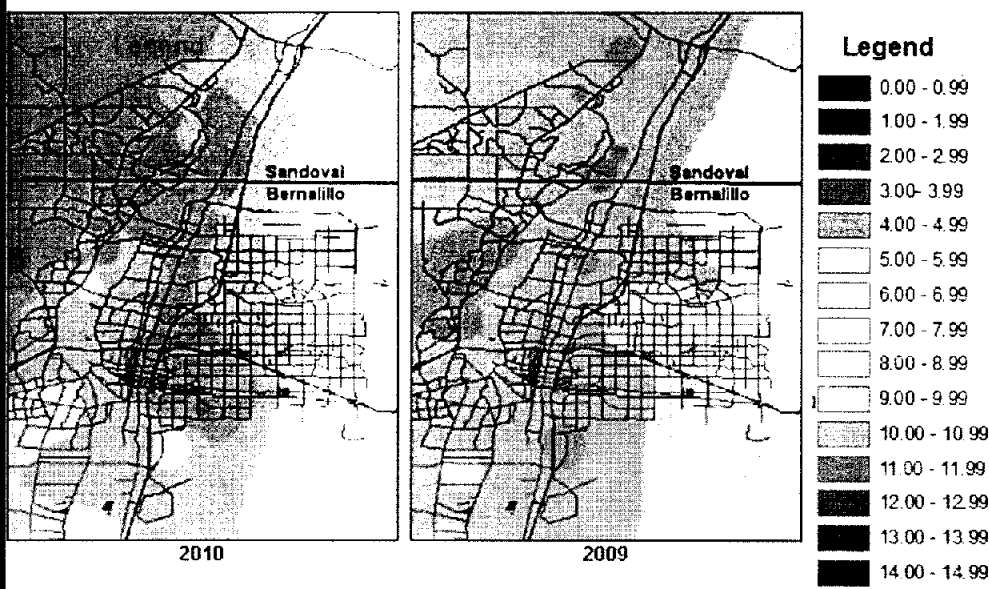 Legend
Sandoval
Bernalillo
2010
Sandoval
Bernalillo
2009
Legend
0.00 - 0.99
1.00 - 1.99
2.00 - 2.99
3.00- 3.99
4.00 - 4.99
5.00 - 5.99
6.00 - 6.99
7.00 - 7.99
8.00 - 8.99
9.00 - 9.99
10.00 - 10.99
11.00 - 11.99
12.00 - 12.99
13.00 - 13.99
14.00 - 14.99